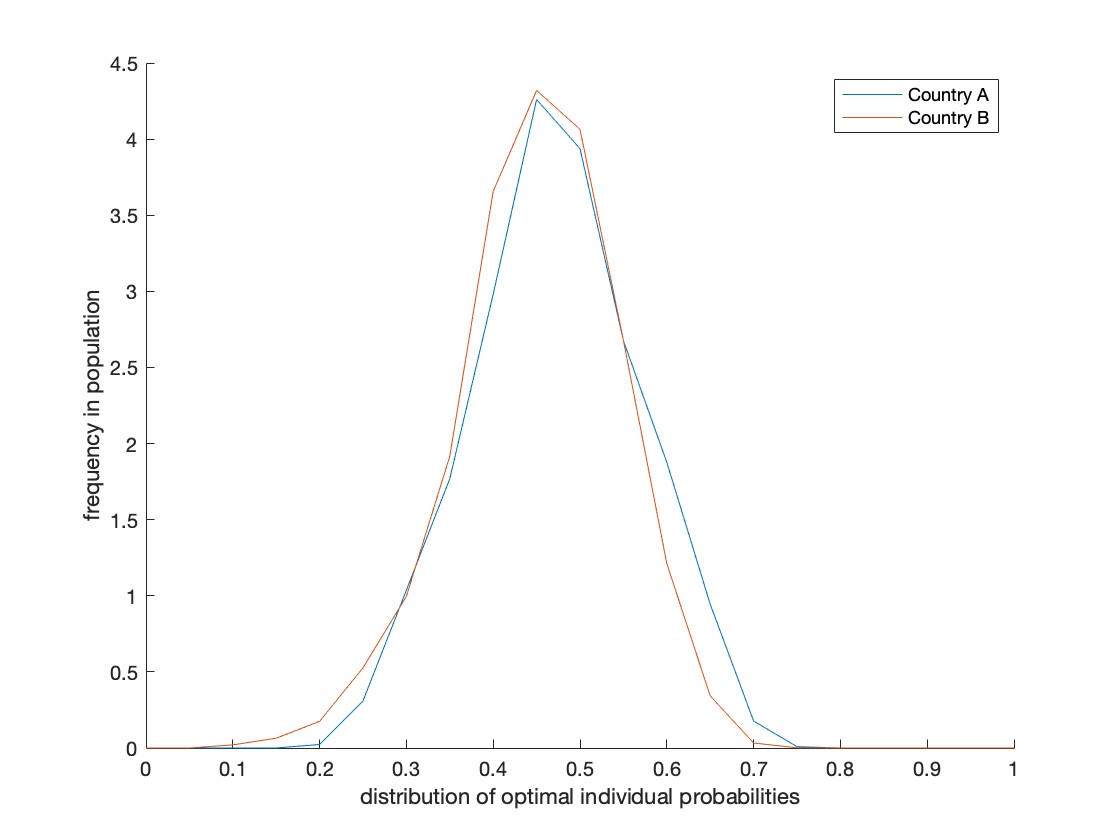 4.5
4
3.5
3
2.5
2
1.5
1
0.5
0
frequency in population
Country A
Country B
0 0.1 0.2 0.3 0.4 0.5 0.6 0.7 0.8 0.9 1
distribution of optimal individual probabilities